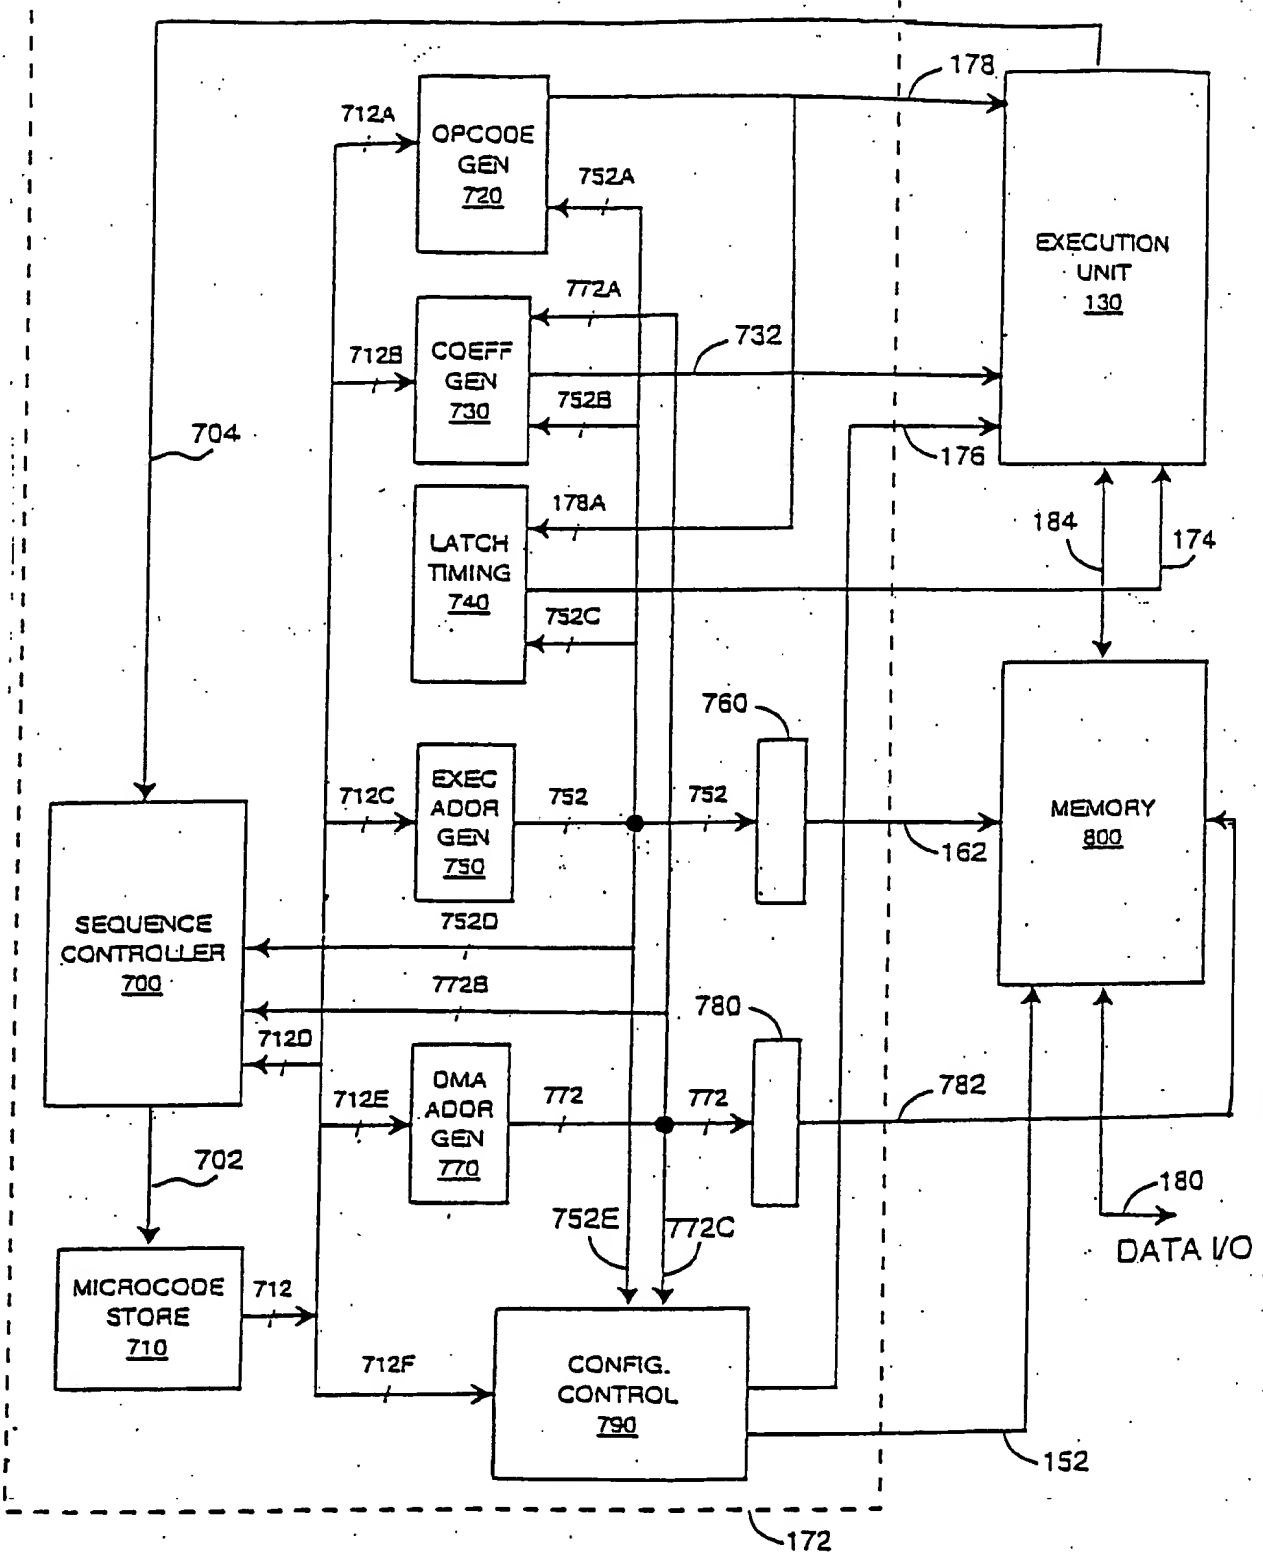 178
712A
OPCODE
GEN
720
752A
EXECUTION
UNIT
130
772A
712B
COEFF
GEN
730
732
752B
704
176
178A
LATCH
TIMING
740
184
174
752C
760
712C
EXEC
ADDR
GEN
750
752
752
MEMORY
800
162
SEQUENCE
CONTROLLER
700
752D
772B
780
712D
DMA
ADDR
GEN
770
712E
772
772
782
702
180
DATA I/O
752E
772C
MICROCODE
STORE
710
712
712F
CONFIG.
CONTROL
790
152
172